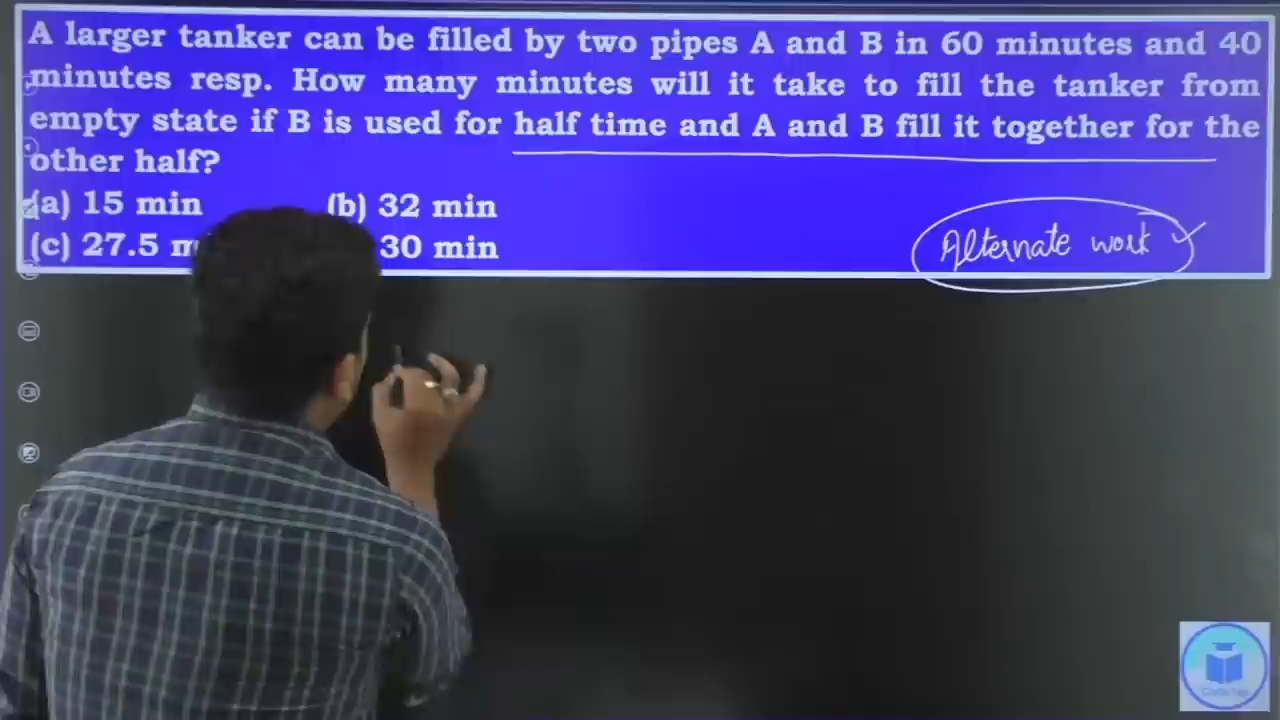 A larger tanker can be filled by two pipes A and B in 60 minutes and 40
minutes resp. How many minutes will it take to fill the tanker from
empty state if B is used for half time and A and B fill it together for the
other half?
(a) 15 min (b) 32 min
(c) 27.5 30 min
Alternate work